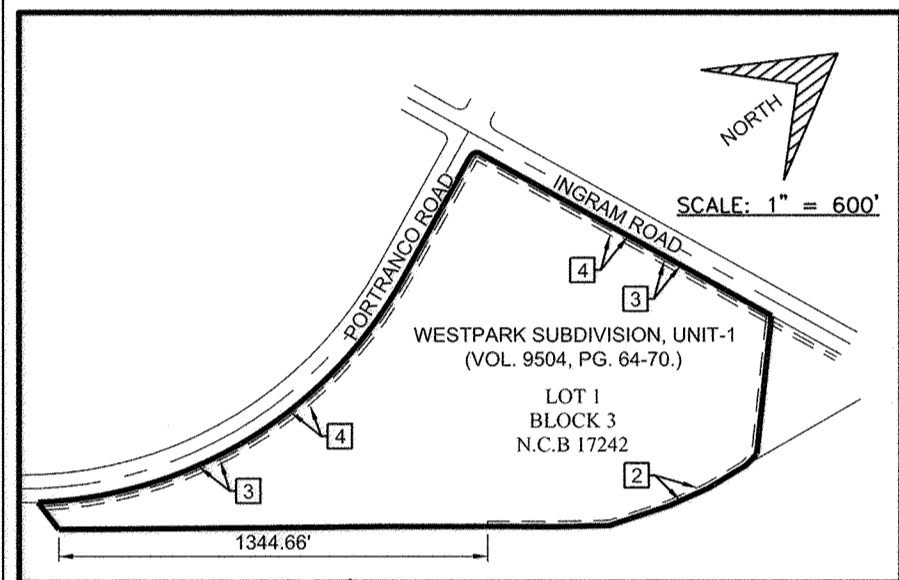 NORTH
SCALE: 1" = 600'
INGRAM ROAD
PORTRANCO ROAD
4
3
WESTPARK SUBDIVISION, UNIT-1
(VOL. 9504, PG. 64-70.)
LOT 1
BLOCK 3
N.C.B 17242
4
3
2
1344.66'